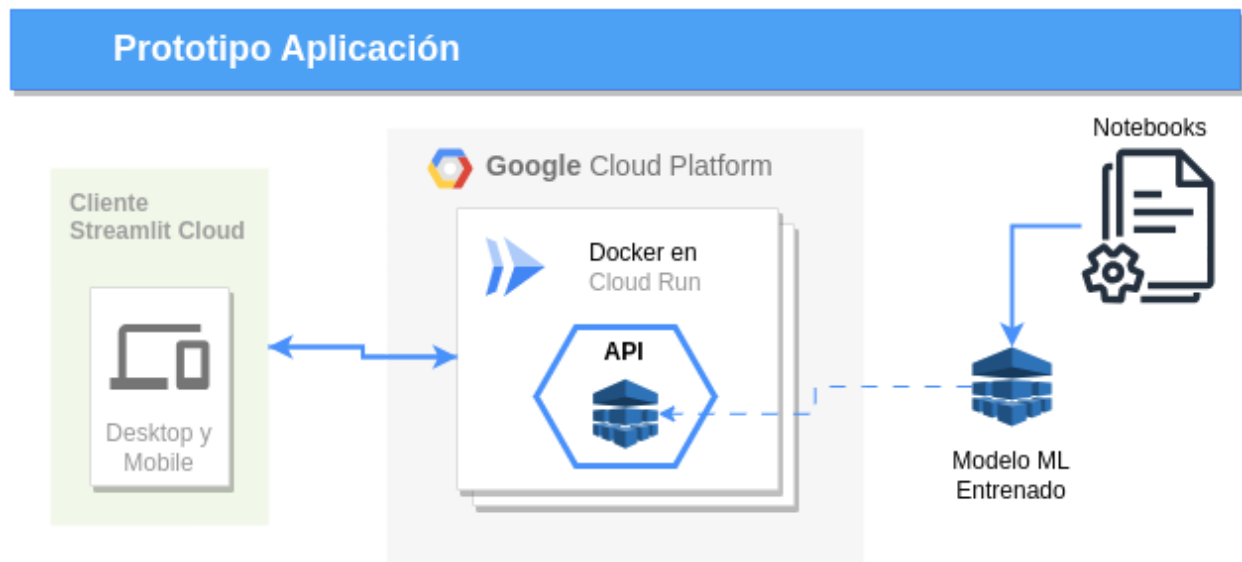 Prototipo Aplicación
Notebooks
Google Cloud Platform
Cliente
Streamlit Cloud
Docker en
Cloud Run
API
Desktop y
Mobile
Modelo ML
Entrenado